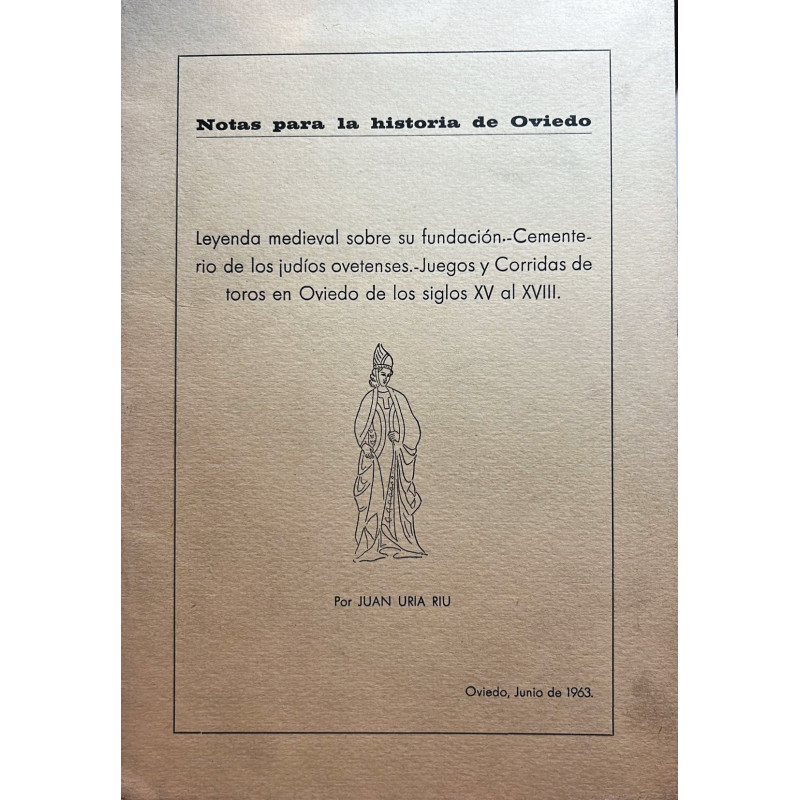 Notas para la historia de Oviedo
Leyenda medieval sobre su fundación.-Cemente-
rio de los judíos ovetenses.-Juegos y Corridas de
toros en Oviedo de los siglos XV al XVIII.
Por JUAN URIA RIU
Oviedo, Junio de 1963.